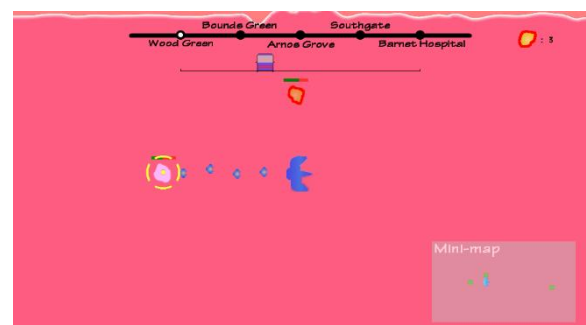 Bounds Green
Southgate
Wood Green
Arnos Grove
Barnet Hospital
: 3
Mini-map